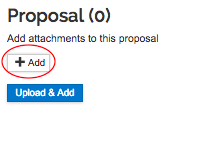 Proposal (0)
Add attachments to this proposal
+ Add
Upload & Add